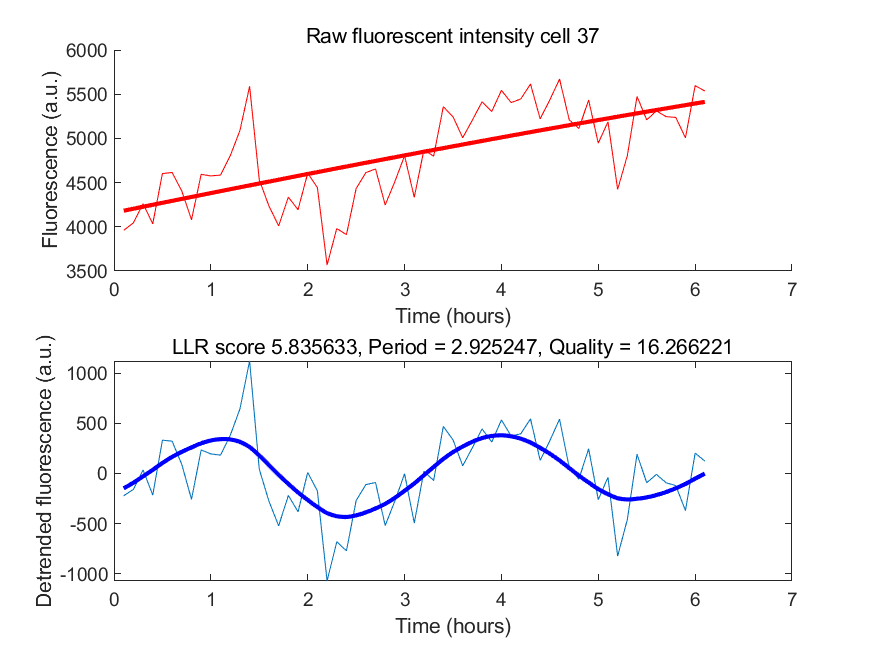 Raw fluorescent intensity cell 37
6000
5500
5000
4500
4000
3500
Fluorescence (a.u.)
0 1 2 3 4 5 6 7
Time (hours)
LLR score 5.835633, Period = 2.925247, Quality = 16.266221
1000
500
0
-500
-1000
Detrended fluorescence (a.u.)
0 1 2 3 4 5 6 7
Time (hours)